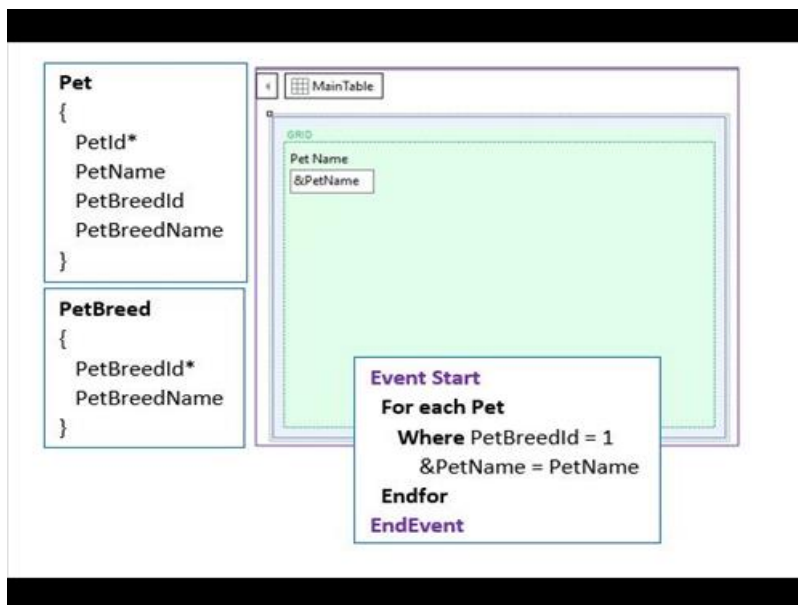 Pet
{
PetId*
PetName
PetBreedId
PetBreedName
}
PetBreed
{
PetBreedId*
PetBreedName
}
MainTable
GRID
Pet Name
&PetName
Event Start
For each Pet
Where PetBreedId = 1
&PetName = PetName
Endfor
EndEvent